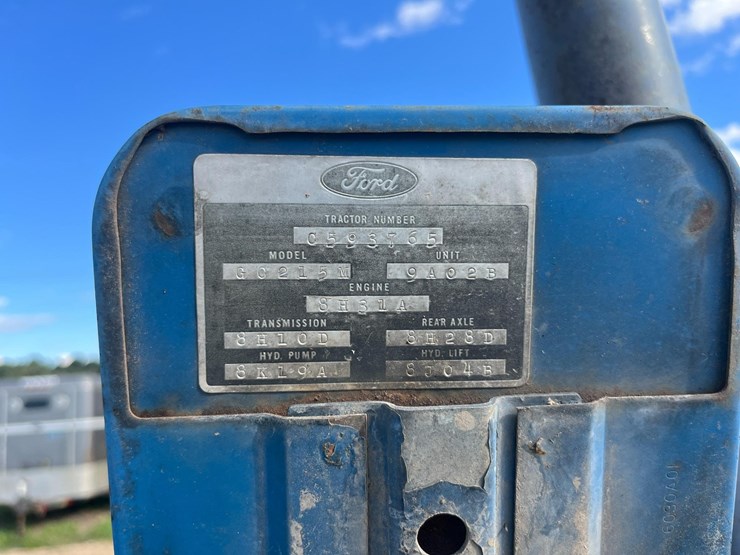 Ford
TRACTOR NUMBER
C593765
MODEL UNIT
GC215M 9A02B
ENGINE
8H31A
TRANSMISSION REAR AXLE
8H10D 8H28D
HYD. PUMP HYD. LIFT
8K19A 8J04B